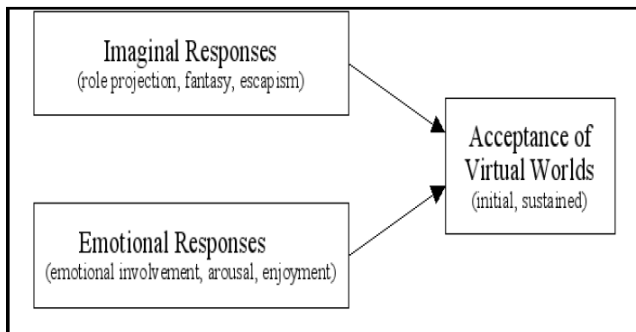 Imaginal Responses
(role projection, fantasy, escapism)
Acceptance of
Virtual Worlds
(initial, sustained)
Emotional Responses
(emotional involvement, arousal, enjoyment)